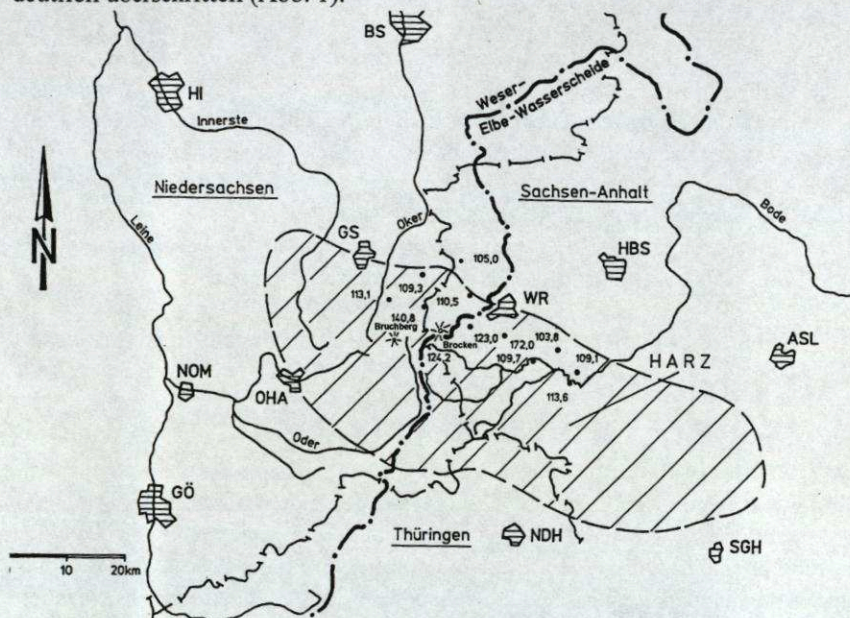 deutlich überschritten (Abb. 1).
BS
HI
Weser-
Elbe-Wasserscheide
Innerste
Niedersachsen
Sachsen-Anhalt
Leine
Bode
Oker
N
GS
HBS
105,0
113,1
109,3
110,5
WR
140,8
Bruchberg
Brocken
123,0
172,0
103,8
124,2
109,7
109,1
ASL
HARZ
NOM
OHA
113,6
Oder
GÖ
Thüringen
NDH
SGH
10
20km